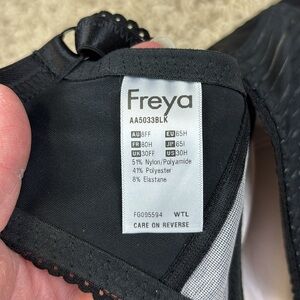 Freya
AA5033BLK
AU 8FF EU 65H
FR 80H JP 65I
UK 30FF US 30H
51% Nylon/Polyamide
41% Polyester
8% Elastane
FG095594 WTL
CARE ON REVERSE